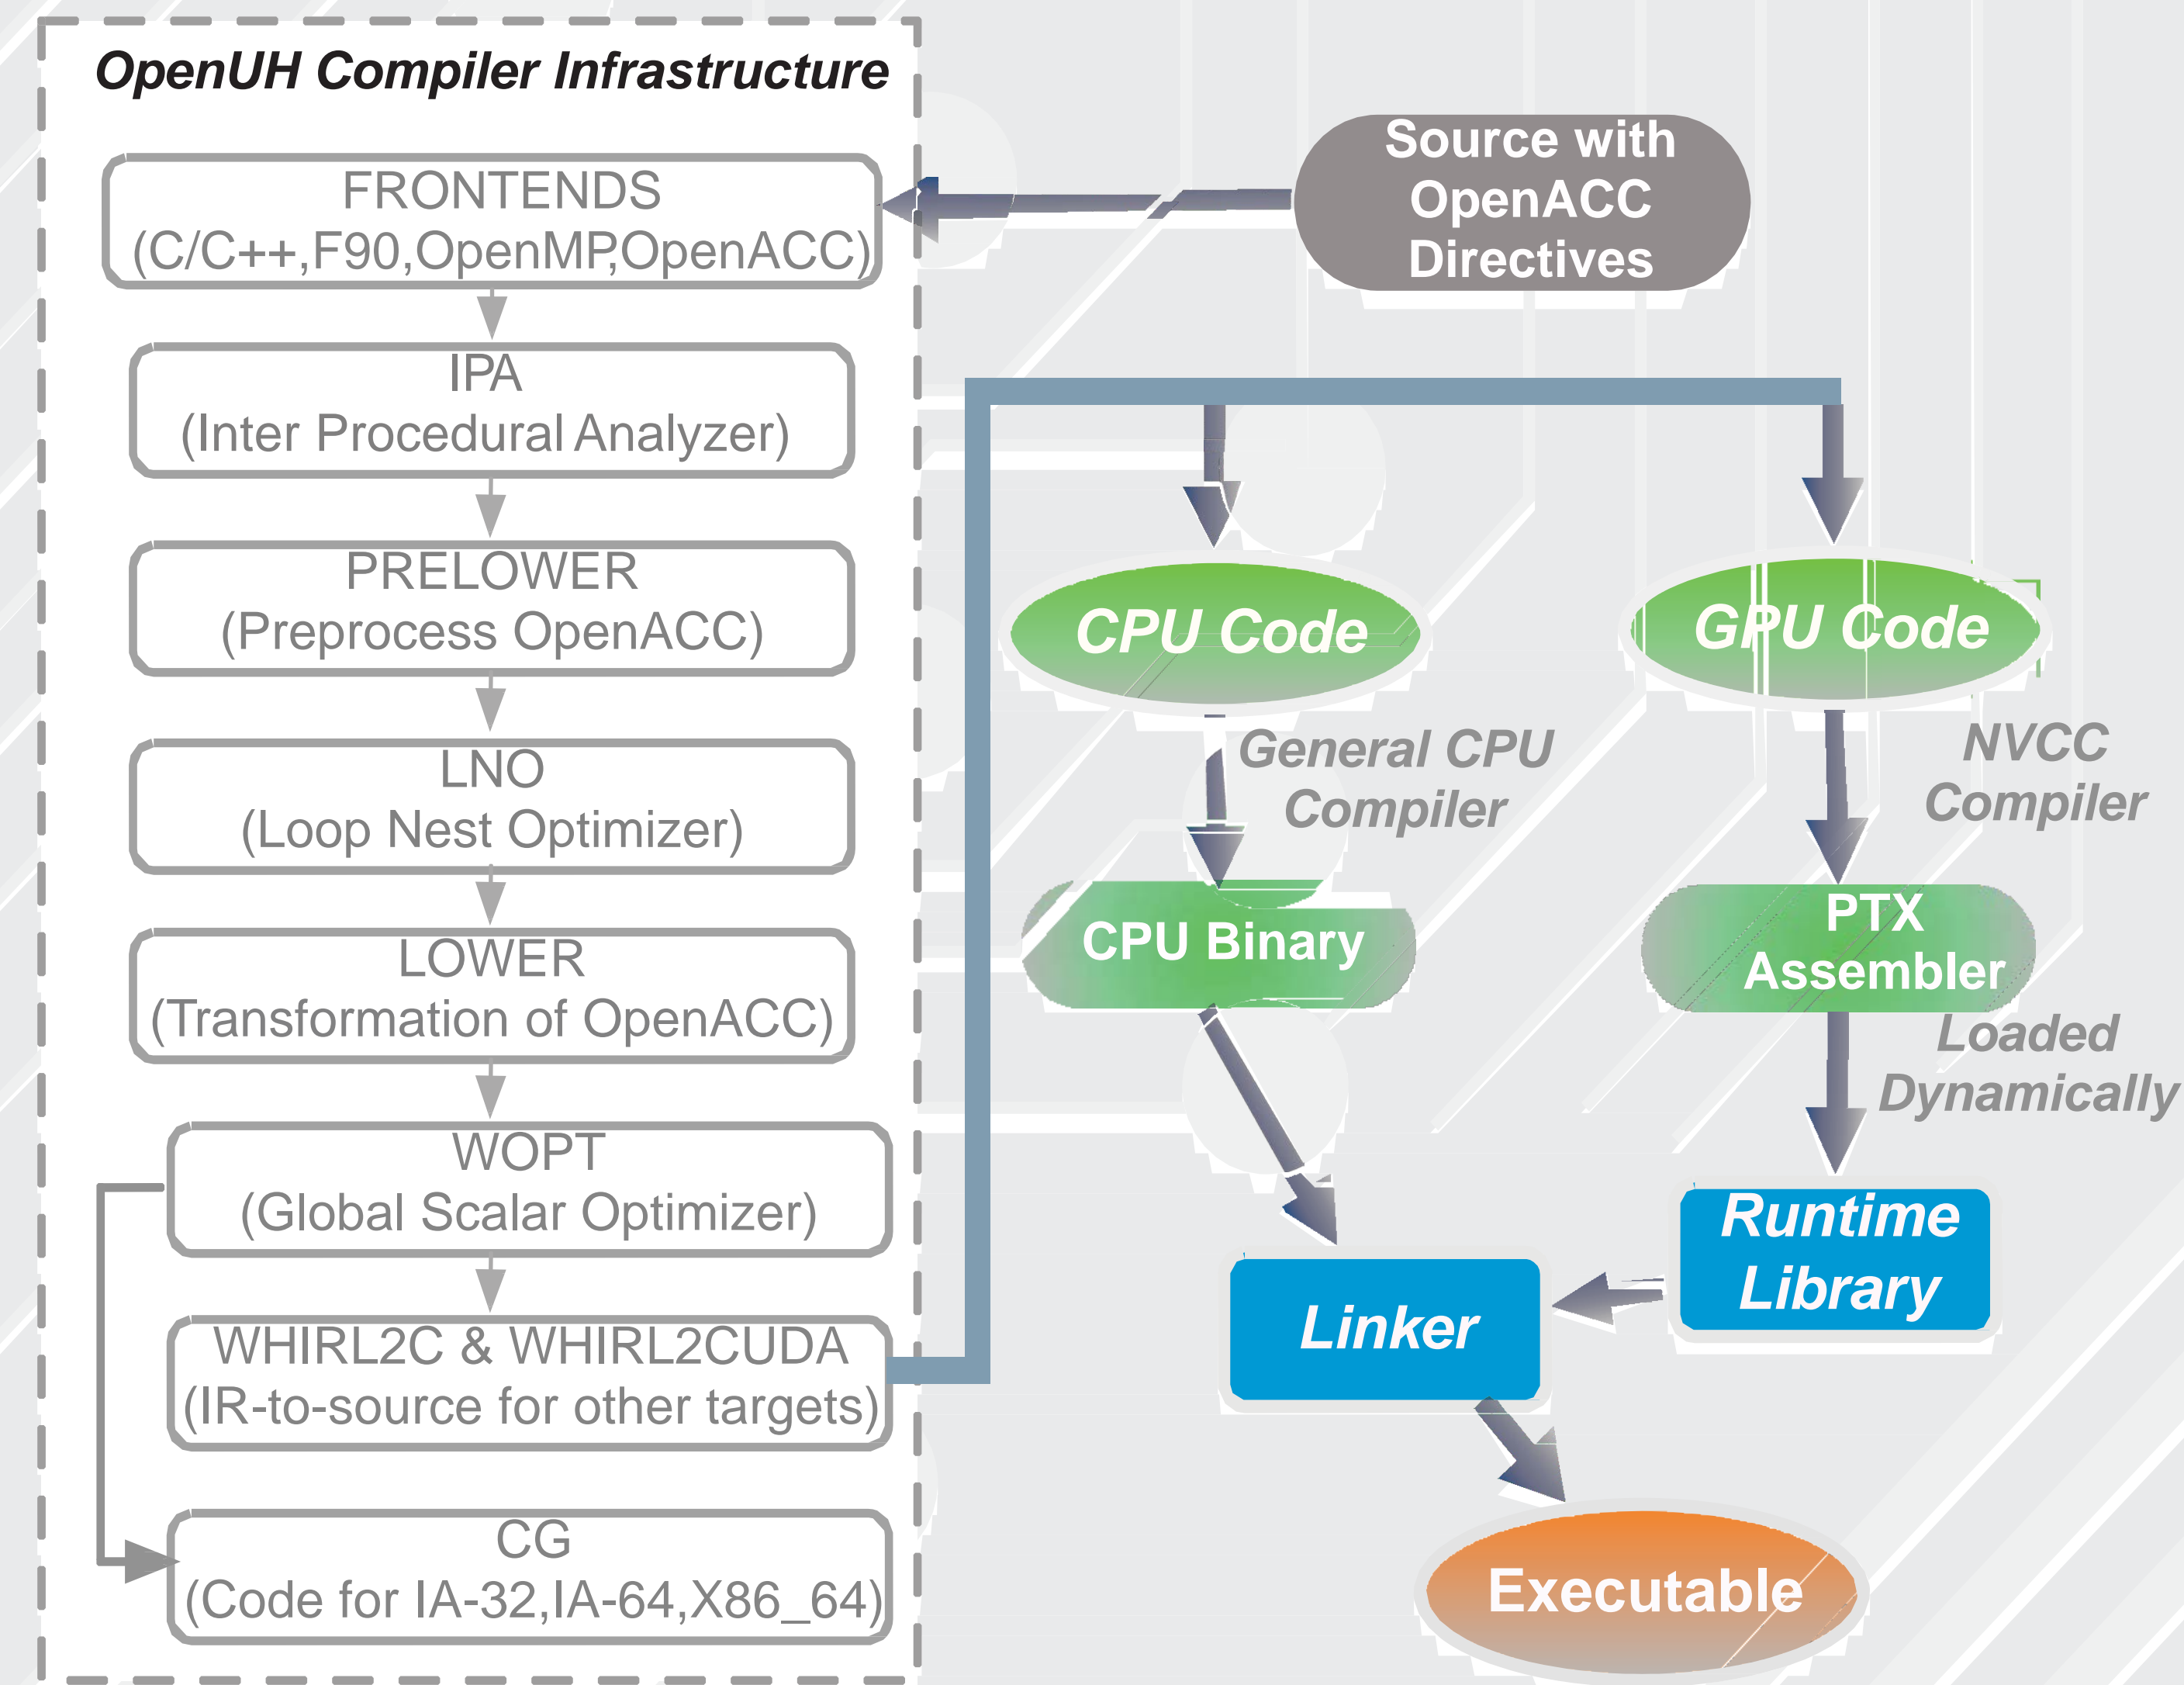 OpenUH Compiler Infrastructure
FRONTENDS
(C/C++,F90,OpenMP,OpenACC)
IPA
(Inter Procedural Analyzer)
PRELOWER
(Preprocess OpenACC)
LNO
(Loop Nest Optimizer)
LOWER
(Transformation of OpenACC)
WOPT
(Global Scalar Optimizer)
WHIRL2C & WHIRL2CUDA
(IR-to-source for other targets)
CG
(Code for IA-32,IA-64,X86_64)
Source with
OpenACC
Directives
CPU Code
GPU Code
General CPU
Compiler
NVCC
Compiler
CPU Binary
PTX
Assembler
Loaded
Dynamically
Runtime
Library
Linker
Executable